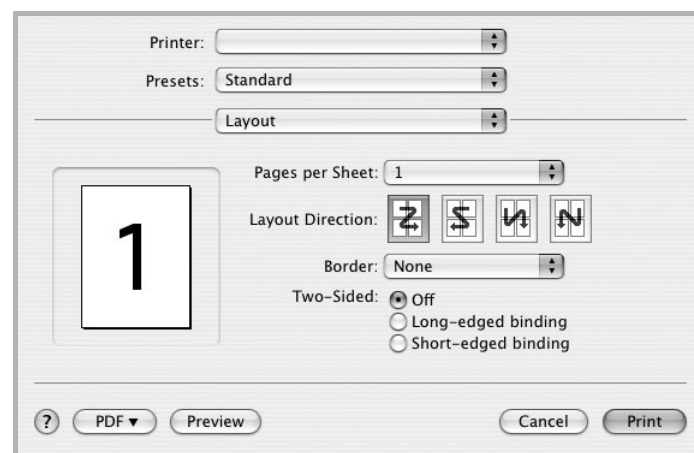 Printer:
Presets: Standard
Layout
Pages per Sheet: 1
Layout Direction:
1
Border: None
Two-Sided: Off
Long-edged binding
Short-edged binding
? PDF▼ Preview Cancel Print